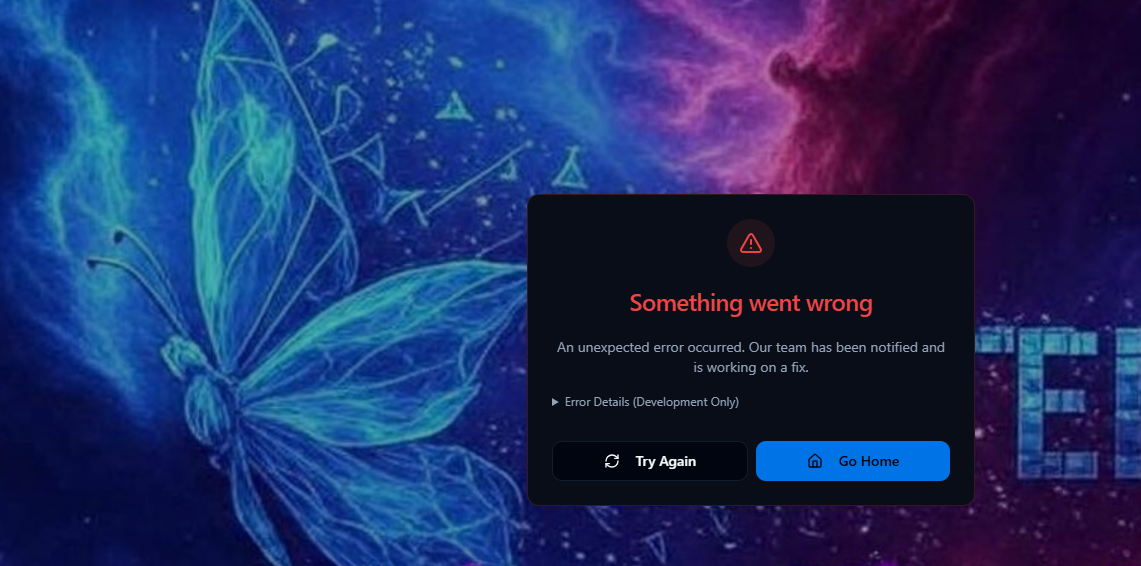 Something went wrong
An unexpected error occurred. Our team has been notified and
is working on a fix.
Error Details (Development Only)
Try Again
Go Home